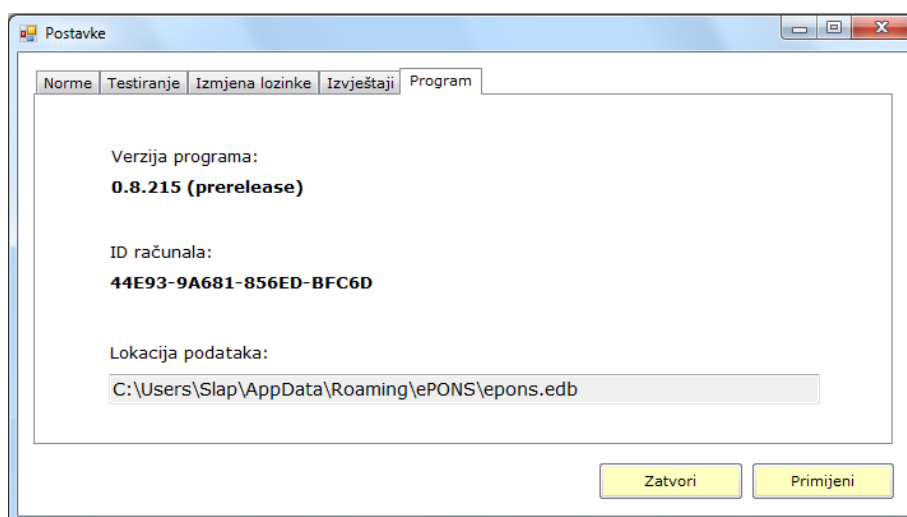 Postavke
Norme Testiranje Izmjena lozinke Izvještaji Program
Verzija programa:
0.8.215 (prerelease)
ID računala:
44E93-9A681-856ED-BFC6D
Lokacija podataka:
C:\Users\Slap\AppData\Roaming\ePONS\epons.edb
Zatvori Primijeni